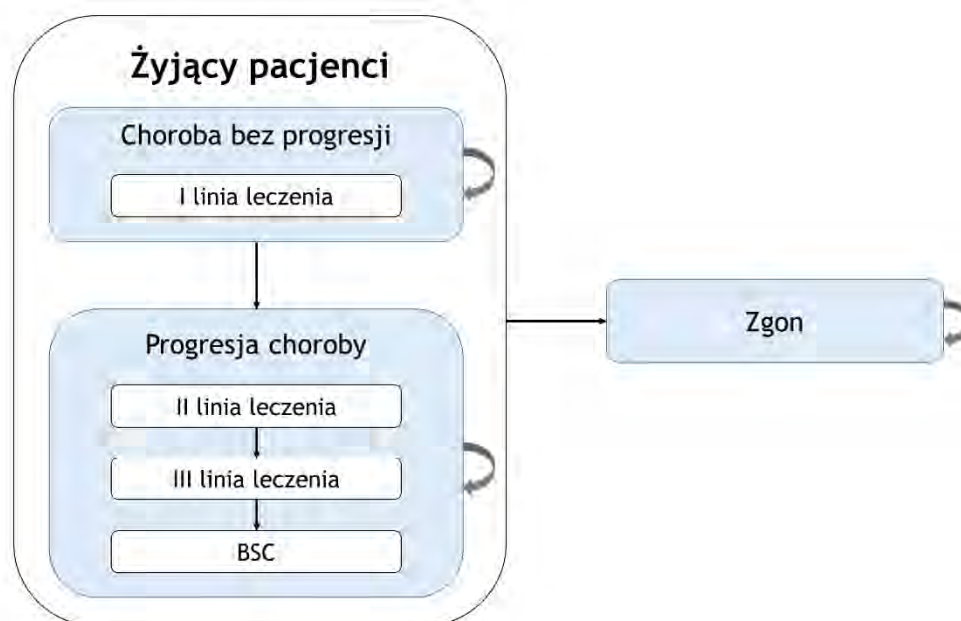 Żyjący pacjenci
Choroba bez progresji
I linia leczenia
Progresja choroby
II linia leczenia
III linia leczenia
BSC
Zgon